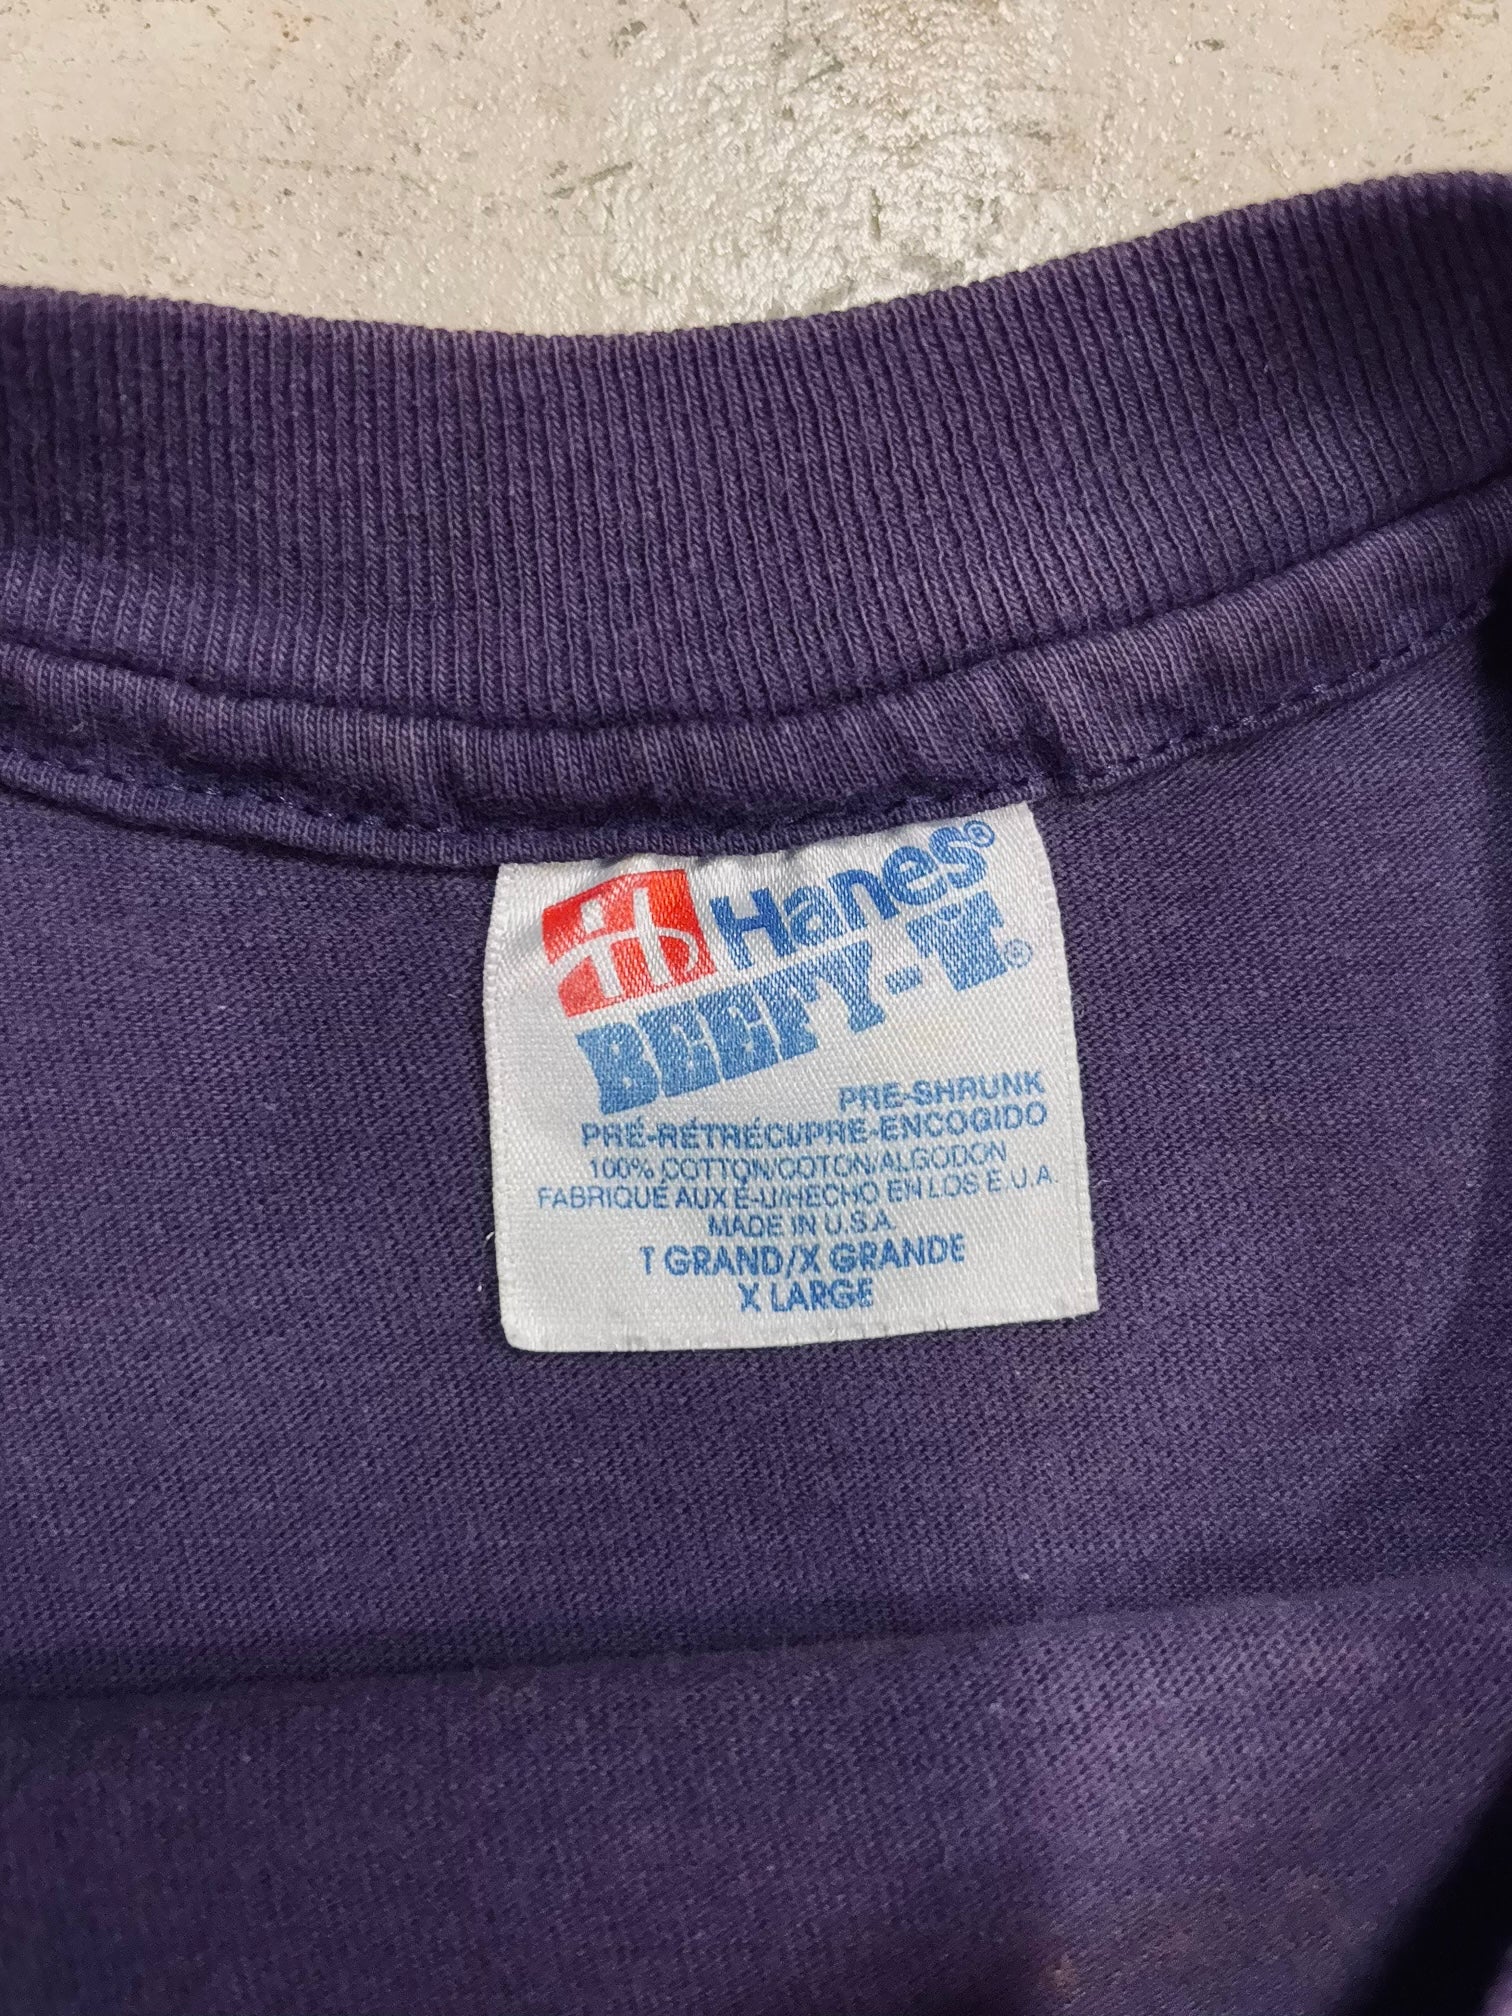 Hanes®
BEEFY-T®
PRE-SHRUNK
PRÉ-RÉTRÉCI/PRE-ENCOGIDO
100% COTTON/COTON/ALGODON
FABRIQUÉ AUX É-U/HECHO EN LOS E.U.A.
MADE IN U.S.A.
T GRAND/X GRANDE
X LARGE